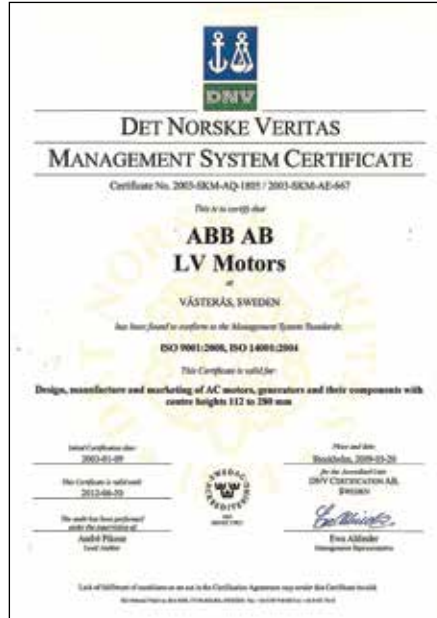 DNV
DET NORSKE VERITAS
MANAGEMENT SYSTEM CERTIFICATE
Certificate No. 2003-SKM-AQ-1805 / 2003-SKM-AE-667
This is to certify that
ABB AB
LV Motors
at
VÄSTERÅS, SWEDEN
has been found to conform to the Management System Standards:
ISO 9001:2008, ISO 14001:2004
This Certificate is valid for:
Design, manufacture and marketing of AC motors, generators and their components with
centre heights 112 to 280 mm
Initial Certification date:
2003-01-09
Place and date:
Stockholm, 2009-03-20
This Certificate is valid until
2012-06-30
for the Accredited Unit
DNV CERTIFICATION AB,
SWEDEN
SWEDAC
ACCREDITERING
The audit has been performed
under the supervision of
André
Lead Auditor
Ewa
Management Representative
Lack of fulfilment of conditions as set out in the Certification Agreement may render this Certificate invalid.